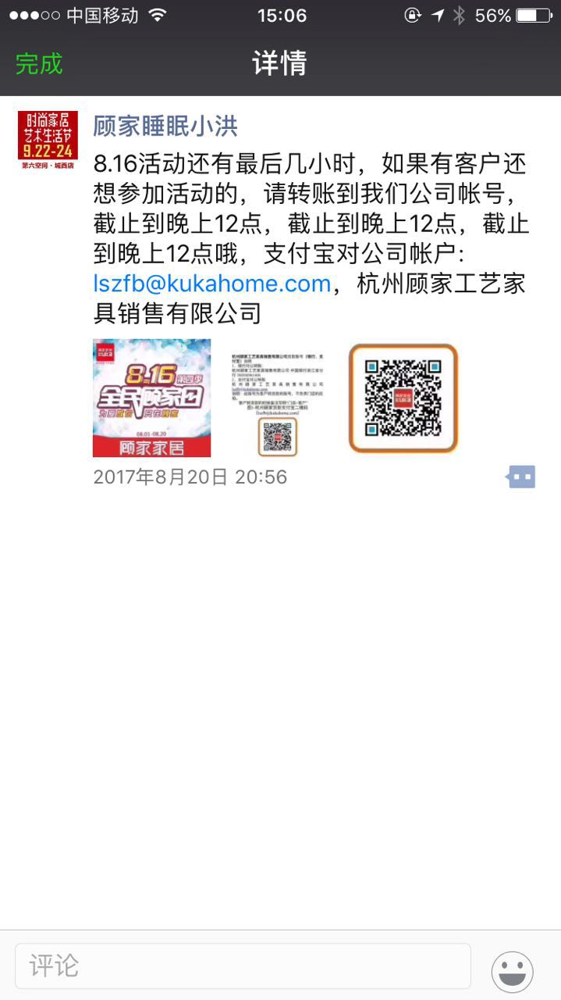 中国移动
15:06
56%
完成
详情
时尚家居
艺术生活节
9.22-24
第六空间·城西店
顾家睡眠小洪
8.16活动还有最后几小时，如果有客户还
想参加活动的，请转账到我们公司帐号，
截止到晚上12点，截止到晚上12点，截止
到晚上12点哦，支付宝对公司帐户:
lszfb@kukahome.com，杭州顾家工艺家
具销售有限公司
8.16 第四季
全民顾家日
08.01-08.20
顾家家居
2017年8月20日 20:56
评论